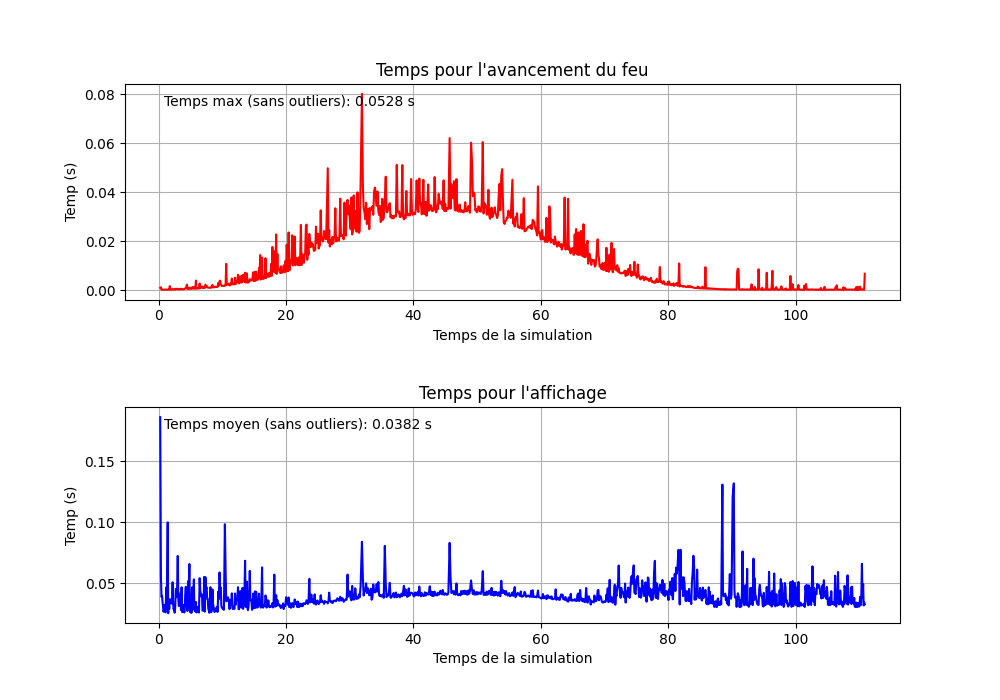 Temps pour l'avancement du feu
Temps max (sans outliers): 0.0528 s
Temp (s)
0.08
0.06
0.04
0.02
0.00
0 20 40 60 80 100
Temps de la simulation
Temps pour l'affichage
Temps moyen (sans outliers): 0.0382 s
Temp (s)
0.15
0.10
0.05
0 20 40 60 80 100
Temps de la simulation